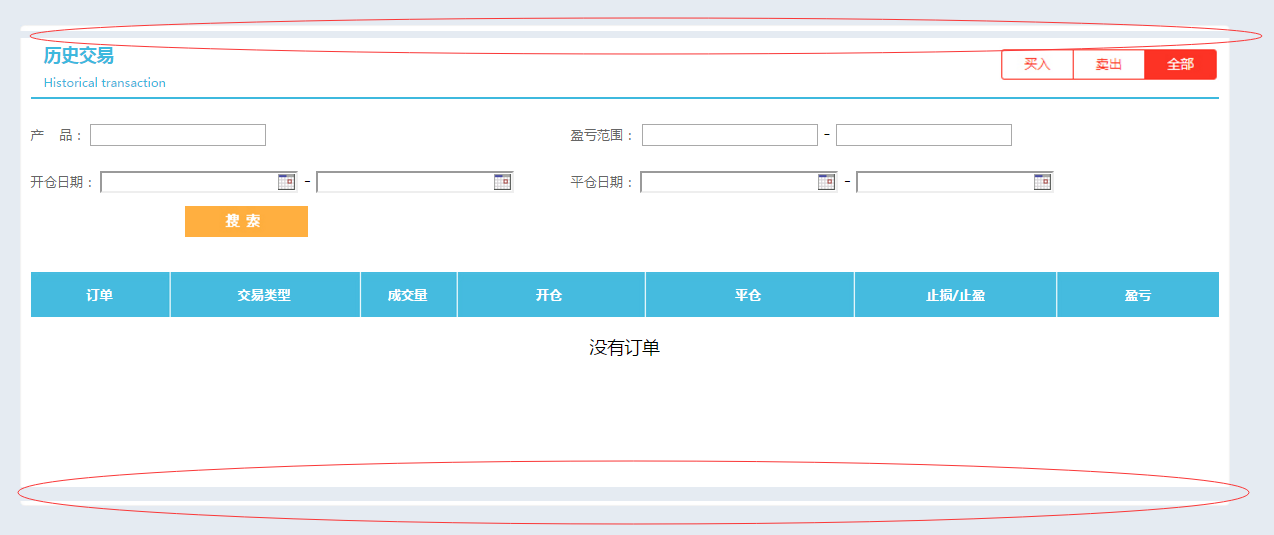 历史交易
Historical transaction
买入 卖出 全部
产 品： 盈亏范围： -
开仓日期： - 平仓日期： -
搜 索
订单 交易类型 成交量 开仓 平仓 止损/止盈 盈亏
没有订单